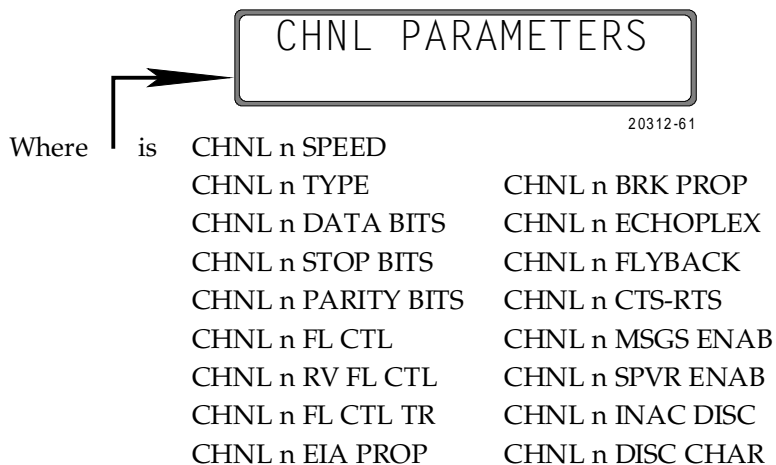 CHNL PARAMETERS
20312-61
Where is CHNL n SPEED
CHNL n TYPE CHNL n BRK PROP
CHNL n DATA BITS CHNL n ECHOPLEX
CHNL n STOP BITS CHNL n FLYBACK
CHNL n PARITY BITS CHNL n CTS-RTS
CHNL n FL CTL CHNL n MSGS ENAB
CHNL n RV FL CTL CHNL n SPVR ENAB
CHNL n FL CTL TR CHNL n INAC DISC
CHNL n EIA PROP CHNL n DISC CHAR